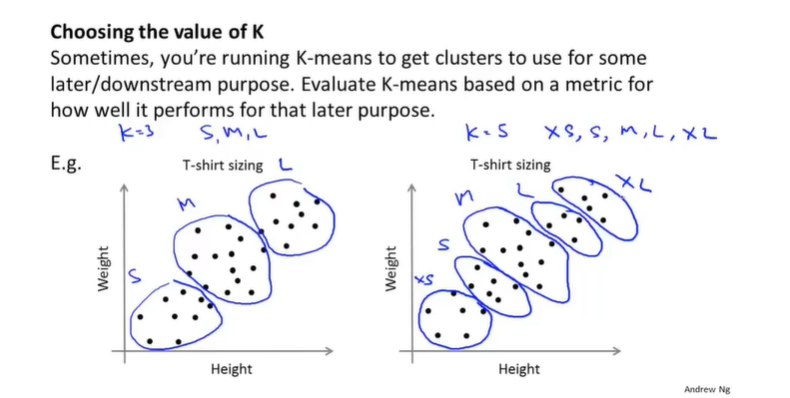 Choosing the value of K
Sometimes, you're running K-means to get clusters to use for some
later/downstream purpose. Evaluate K-means based on a metric for
how well it performs for that later purpose.
K=3 S, M, L
K=5 XS, S, M, L, XL
E.g.
T-shirt sizing L
M
S
Weight
Height
T-shirt sizing
XL
L
M
S
XS
Weight
Height
Andrew Ng